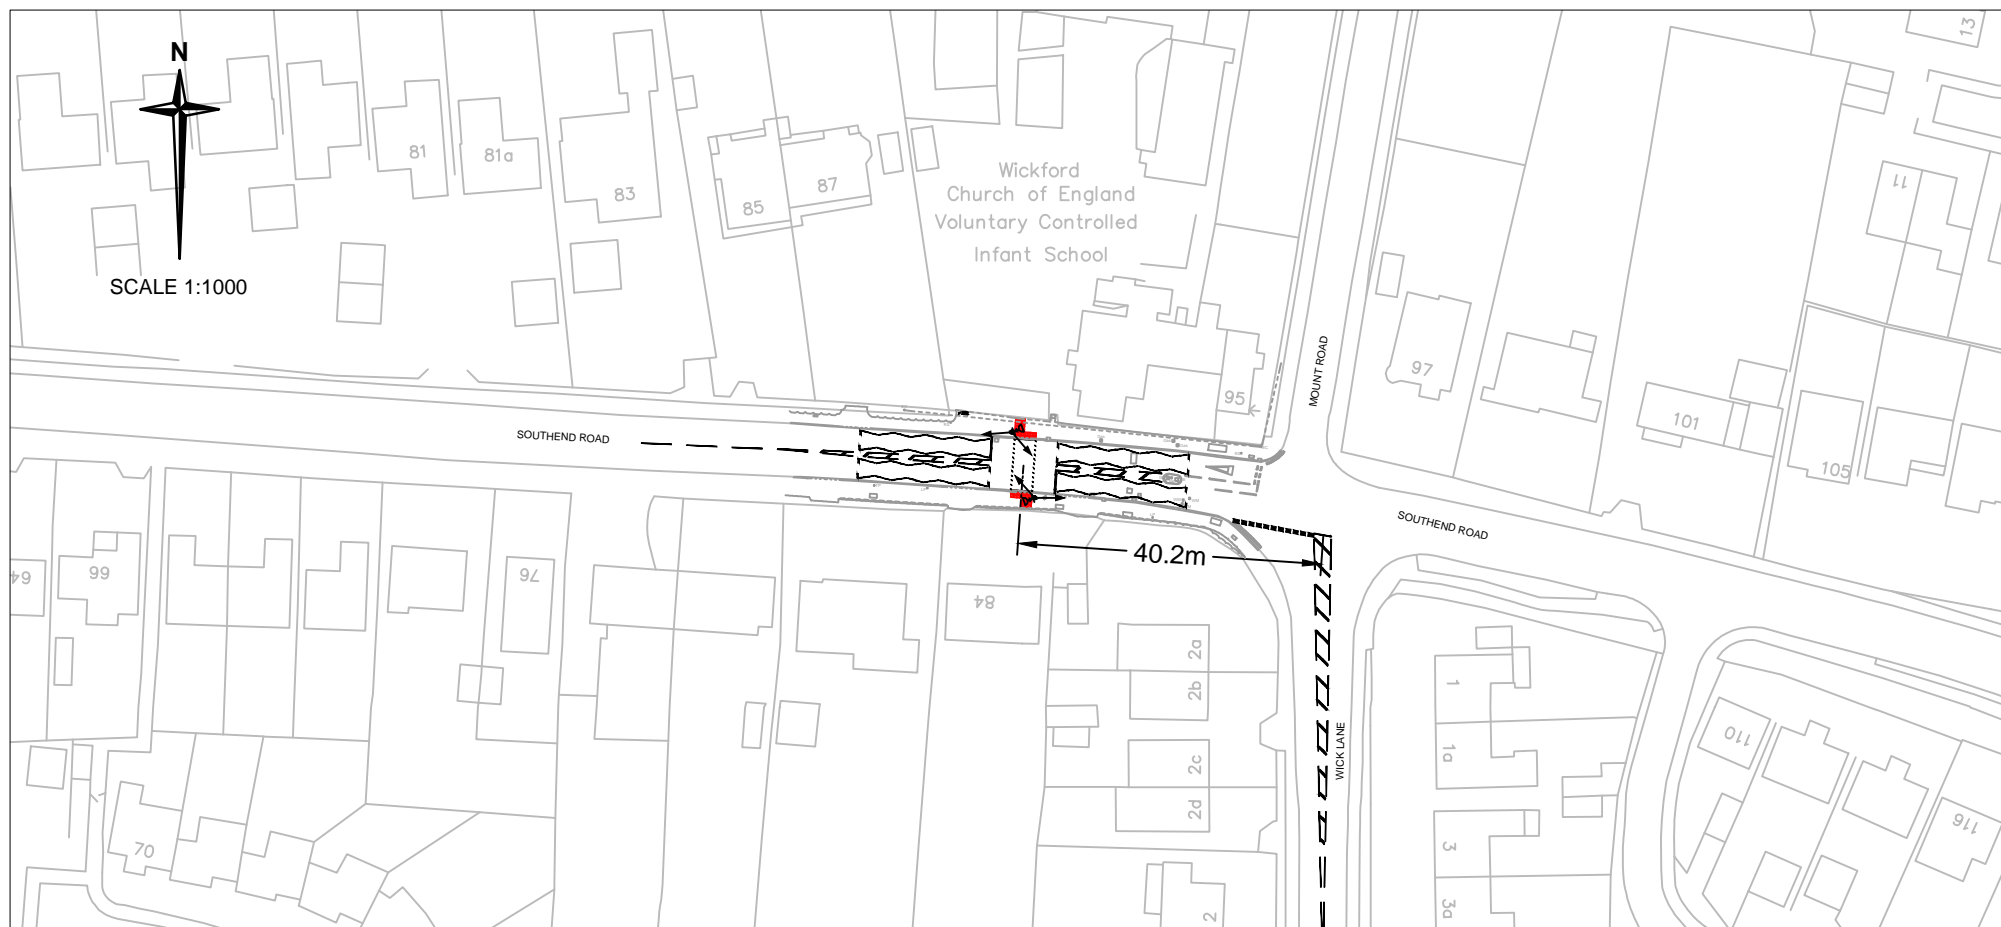 N
SCALE 1:1000
81
81a
83
85
87
Wickford
Church of England
Voluntary Controlled
Infant School
13
11
97
95
101
105
MOUNT ROAD
SOUTHEND ROAD
SOUTHEND ROAD
40.2m
64
66
76
84
2a
2b
2c
2d
2
WICK LANE
1
1a
3
3a
110
116
70